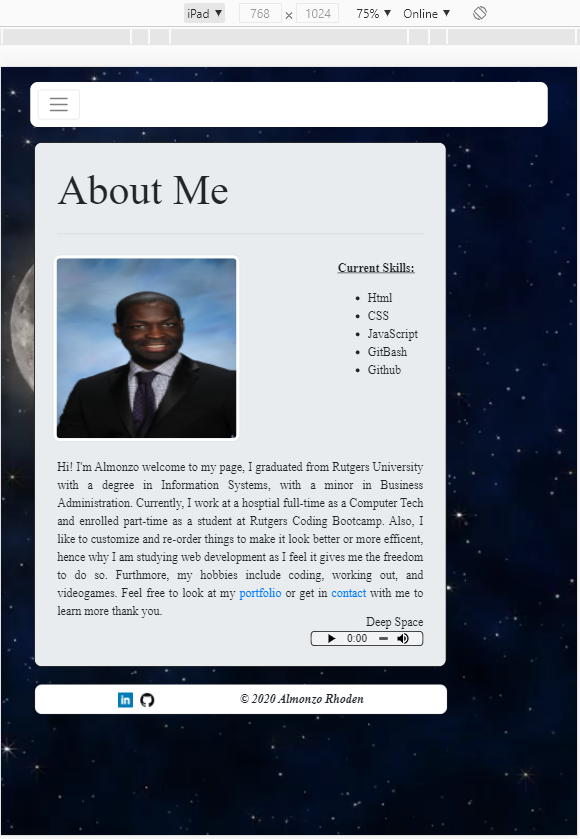 iPad ▼ 768 × 1024 75% ▼ Online ▼
About Me
Current Skills:
• Html
• CSS
• JavaScript
• GitBash
• Github
Hi! I'm Almonzo welcome to my page, I graduated from Rutgers University
with a degree in Information Systems, with a minor in Business
Administration. Currently, I work at a hosptial full-time as a Computer Tech
and enrolled part-time as a student at Rutgers Coding Bootcamp. Also, I
like to customize and re-order things to make it look better or more efficent,
hence why I am studying web development as I feel it gives me the freedom
to do so. Furthmore, my hobbies include coding, working out, and
videogames. Feel free to look at my portfolio or get in contact with me to
learn more thank you.
Deep Space
0:00
in © 2020 Almonzo Rhoden